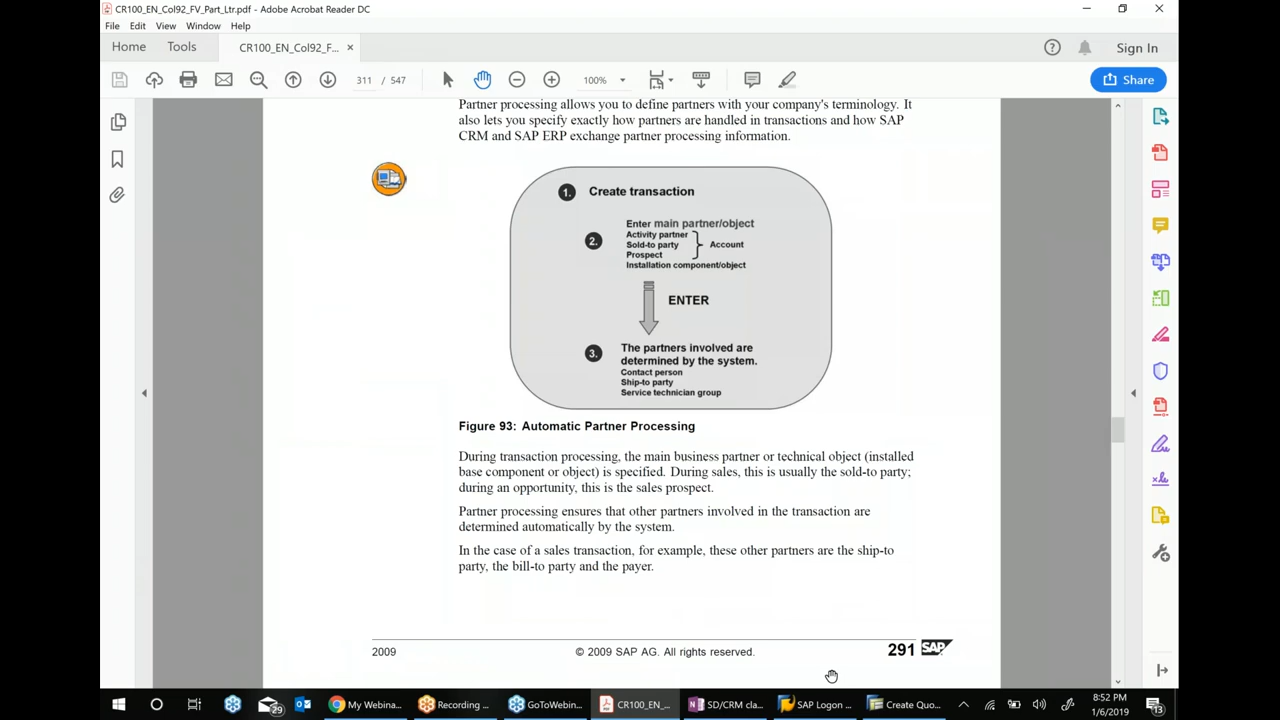 CR100_EN_Col92_FV_Part_Ltr.pdf - Adobe Acrobat Reader DC
File Edit View Window Help
Home Tools CR100_EN_Col92_F... × Sign In
311 / 547 100% Share
Partner processing allows you to define partners with your company's terminology. It
also lets you specify exactly how partners are handled in transactions and how SAP
CRM and SAP ERP exchange partner processing information.
1. Create transaction
2. Enter main partner/object
Activity partner
Sold-to party Account
Prospect
Installation component/object
ENTER
3. The partners involved are
determined by the system.
Contact person
Ship-to party
Service technician group
Figure 93: Automatic Partner Processing
During transaction processing, the main business partner or technical object (installed
base component or object) is specified. During sales, this is usually the sold-to party;
during an opportunity, this is the sales prospect.
Partner processing ensures that other partners involved in the transaction are
determined automatically by the system.
In the case of a sales transaction, for example, these other partners are the ship-to
party, the bill-to party and the payer.
2009 © 2009 SAP AG. All rights reserved. 291 SAP
29 My Webina... Recording ... GoToWebin... CR100_EN_... SD/CRM cla... SAP Logon ... Create Quo... 8:52 PM
1/6/2019 13